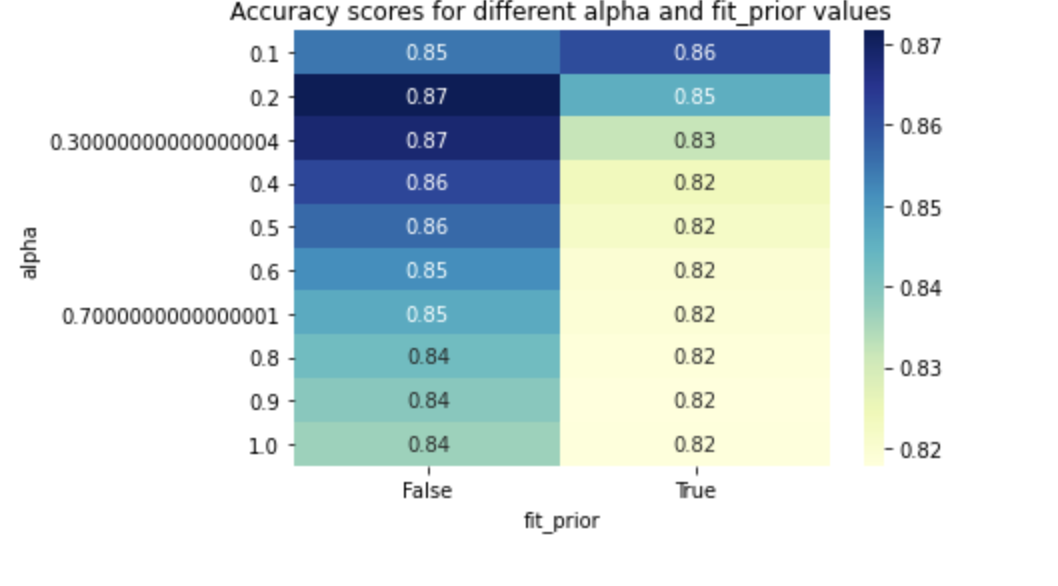 Accuracy scores for different alpha and fit_prior values
0.1 0.85 0.86 0.87
0.2 0.87 0.85
0.30000000000000004 0.87 0.83 0.86
0.4 0.86 0.82
0.5 0.86 0.82 0.85
alpha
0.6 0.85 0.82 0.84
0.7000000000000001 0.85 0.82
0.8 0.84 0.82 0.83
0.9 0.84 0.82
1.0 0.84 0.82 0.82
False True
fit_prior